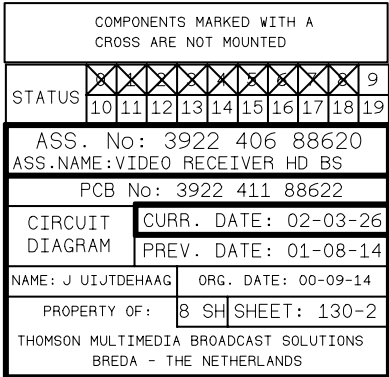 COMPONENTS MARKED WITH A
CROSS ARE NOT MOUNTED
STATUS 0 1 2 3 4 5 6 7 8 9
10 11 12 13 14 15 16 17 18 19
ASS. No: 3922 406 88620
ASS.NAME:VIDEO RECEIVER HD BS
PCB No: 3922 411 88622
CIRCUIT DIAGRAM
CURR. DATE: 02-03-26
PREV. DATE: 01-08-14
NAME: J UIJTDEHAAG ORG. DATE: 00-09-14
PROPERTY OF: 8 SH SHEET: 130-2
THOMSON MULTIMEDIA BROADCAST SOLUTIONS
BREDA - THE NETHERLANDS